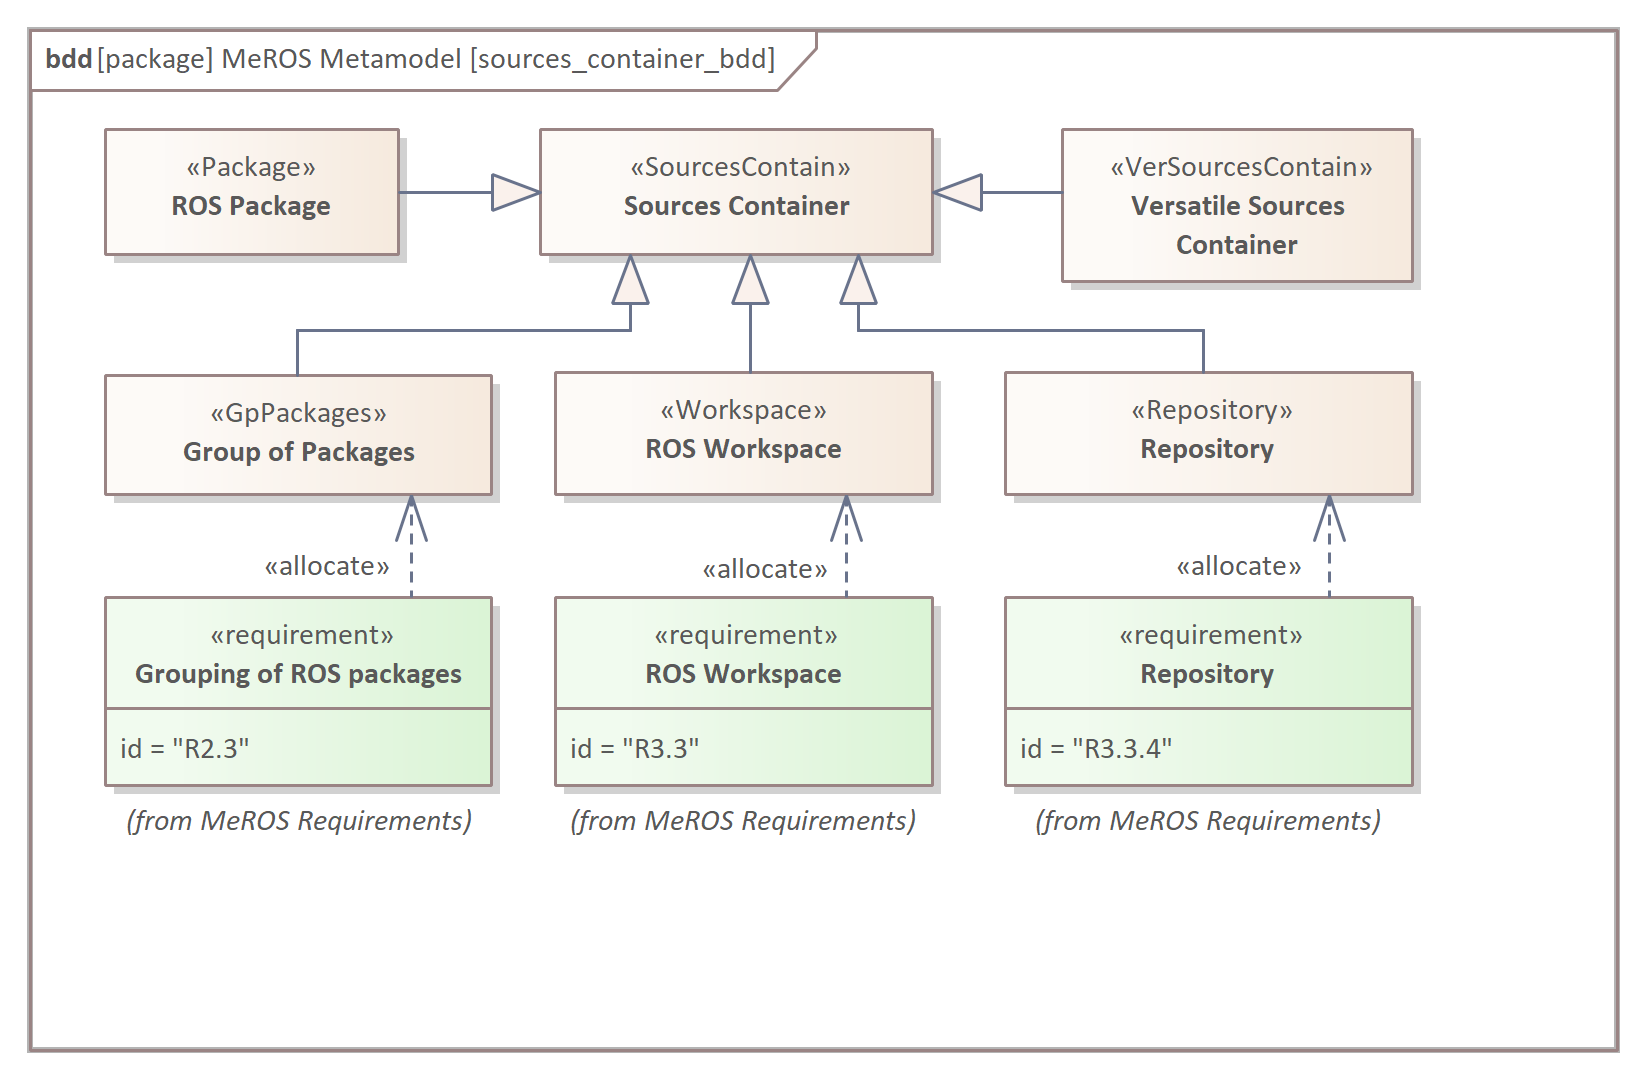 bdd [package] MeROS Metamodel [sources_container_bdd]
«Package»
ROS Package
«SourcesContain»
Sources Container
«VerSourcesContain»
Versatile Sources
Container
«GpPackages»
Group of Packages
«Workspace»
ROS Workspace
«Repository»
Repository
«allocate»
«allocate»
«allocate»
«requirement»
Grouping of ROS packages
id = "R2.3"
(from MeROS Requirements)
«requirement»
ROS Workspace
id = "R3.3"
(from MeROS Requirements)
«requirement»
Repository
id = "R3.3.4"
(from MeROS Requirements)